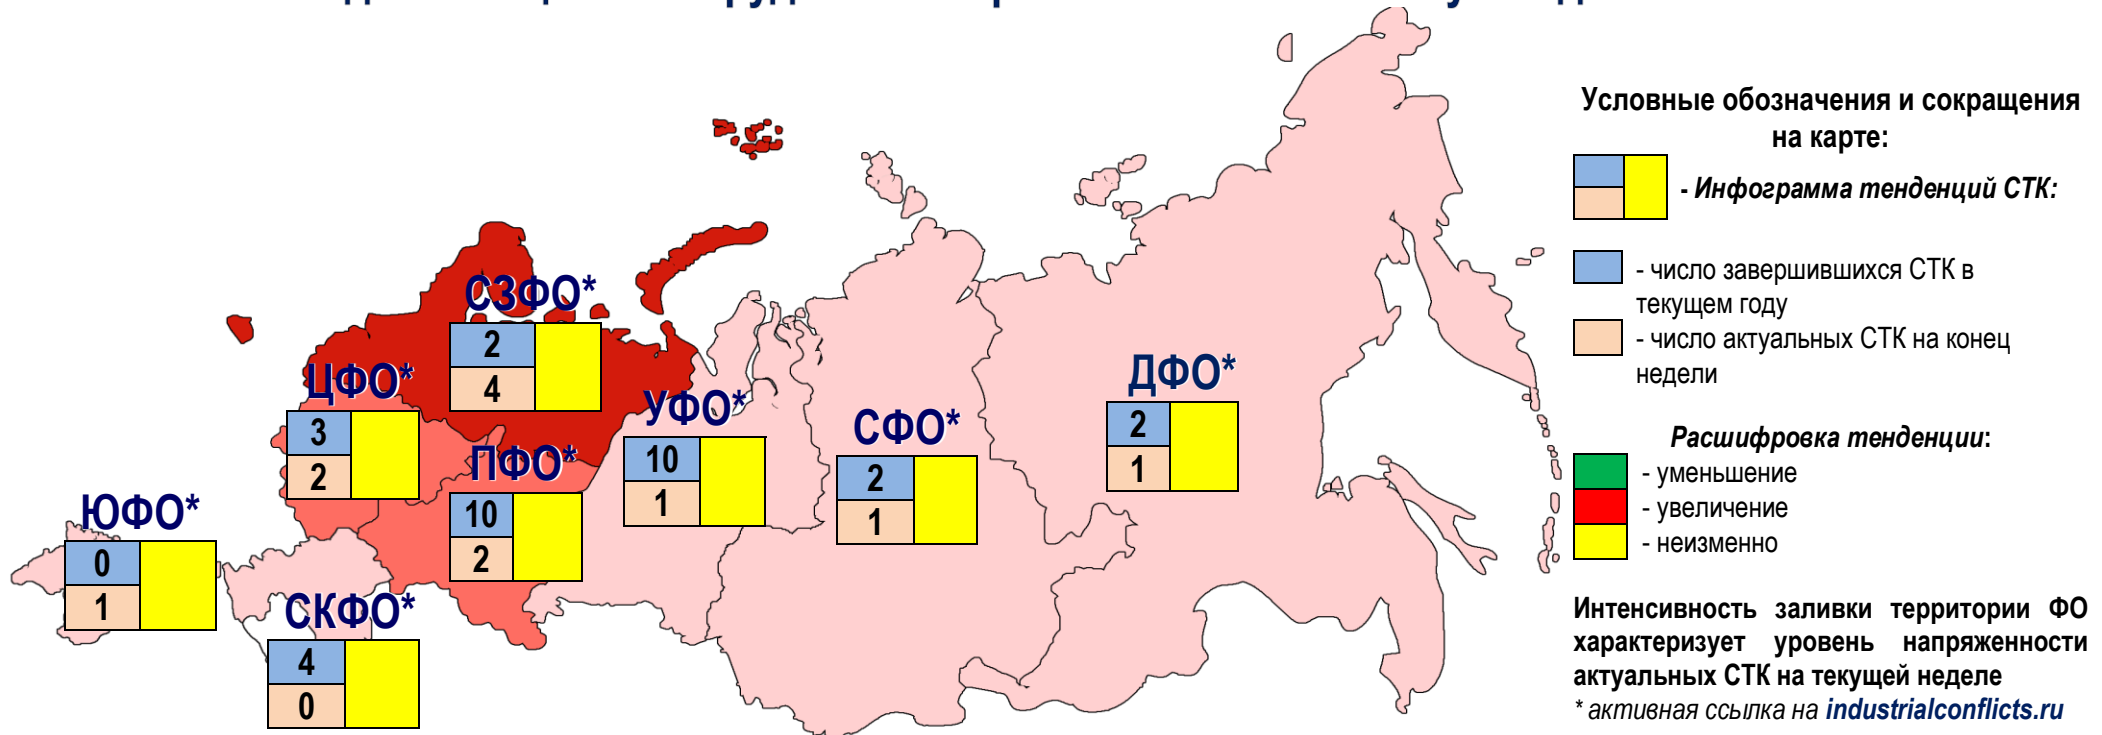 СЗФО*
2
4
ЦФО*
3
2
УФО*
10
1
ДФО*
2
1
СФО*
2
1
ПФО*
10
2
ЮФО*
0
1
СКФО*
4
0
Условные обозначения и сокращения
на карте:
- Инфограмма тенденций СТК:
- число завершившихся СТК в
текущем году
- число актуальных СТК на конец
недели
Расшифровка тенденции:
- уменьшение
- увеличение
- неизменно
Интенсивность заливки территории ФО
характеризует уровень напряженности
актуальных СТК на текущей неделе
* активная ссылка на industrialconflicts.ru